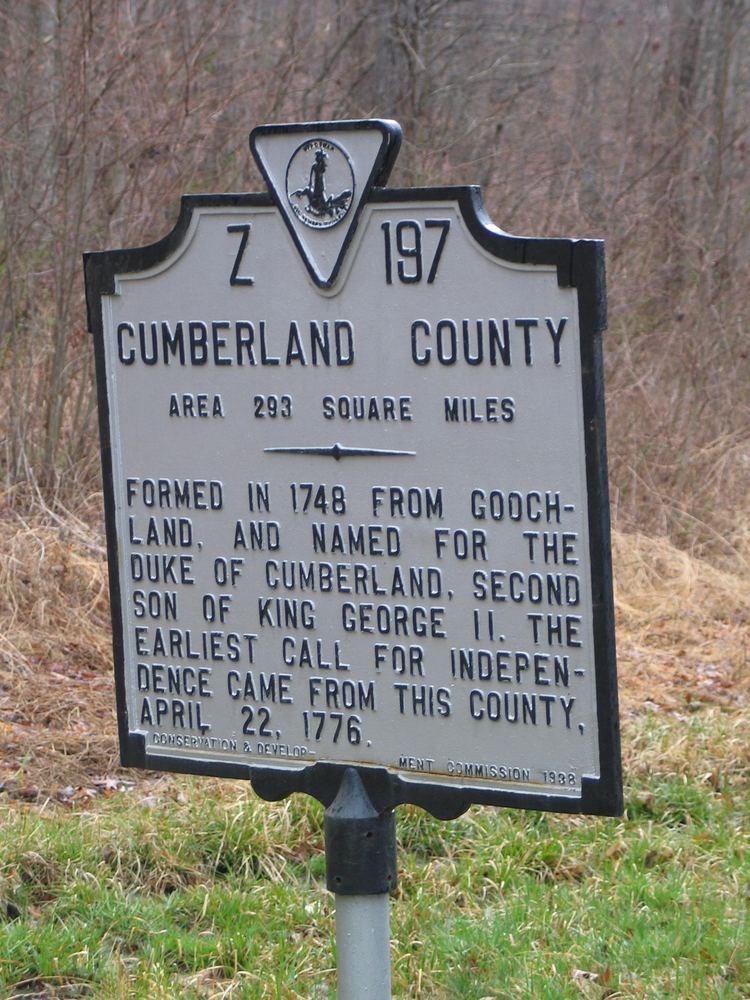 Z 197
CUMBERLAND COUNTY
AREA 293 SQUARE MILES
FORMED IN 1748 FROM GOOCH-
LAND, AND NAMED FOR THE
DUKE OF CUMBERLAND, SECOND
SON OF KING GEORGE II. THE
EARLIEST CALL FOR INDEPEN-
DENCE CAME FROM THIS COUNTY,
APRIL 22, 1776.
CONSERVATION & DEVELOP- MENT COMMISSION 1938